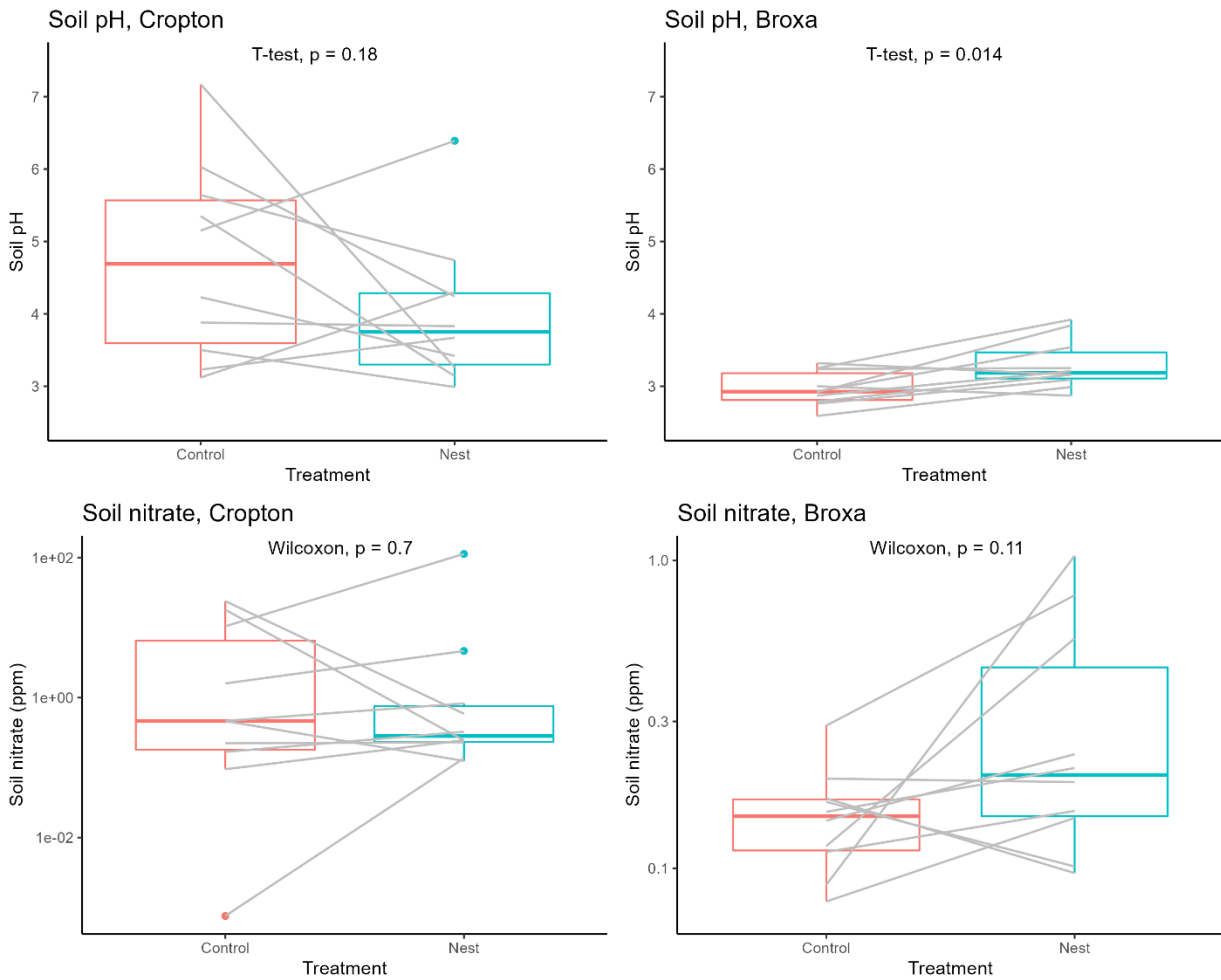 Soil pH, Cropton
T-test, p = 0.18
7
6
5
4
3
Soil pH
Control
Nest
Treatment
Soil pH, Broxa
T-test, p = 0.014
7
6
5
4
3
Soil pH
Control
Nest
Treatment
Soil nitrate, Cropton
Wilcoxon, p = 0.7
1e+02
1e+00
1e-02
Soil nitrate (ppm)
Control
Nest
Treatment
Soil nitrate, Broxa
Wilcoxon, p = 0.11
1.0
0.3
0.1
Soil nitrate (ppm)
Control
Nest
Treatment